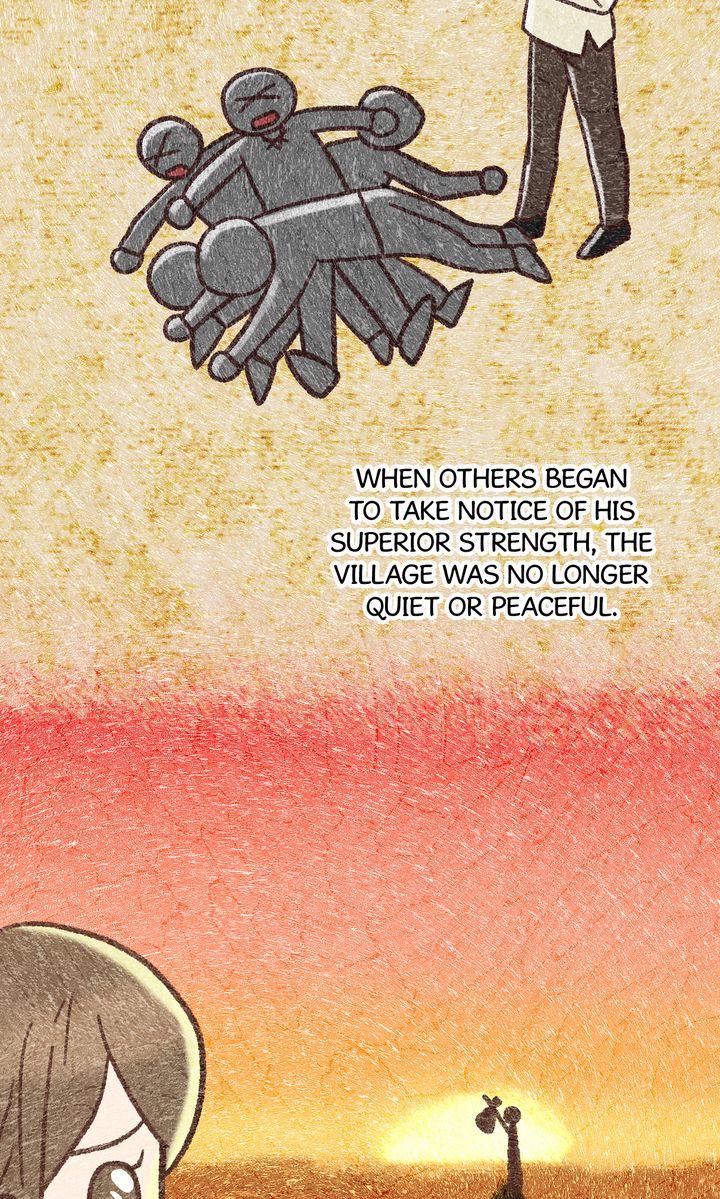 WHEN OTHERS BEGAN
TO TAKE NOTICE OF HIS
SUPERIOR STRENGTH, THE
VILLAGE WAS NO LONGER
QUIET OR PEACEFUL.